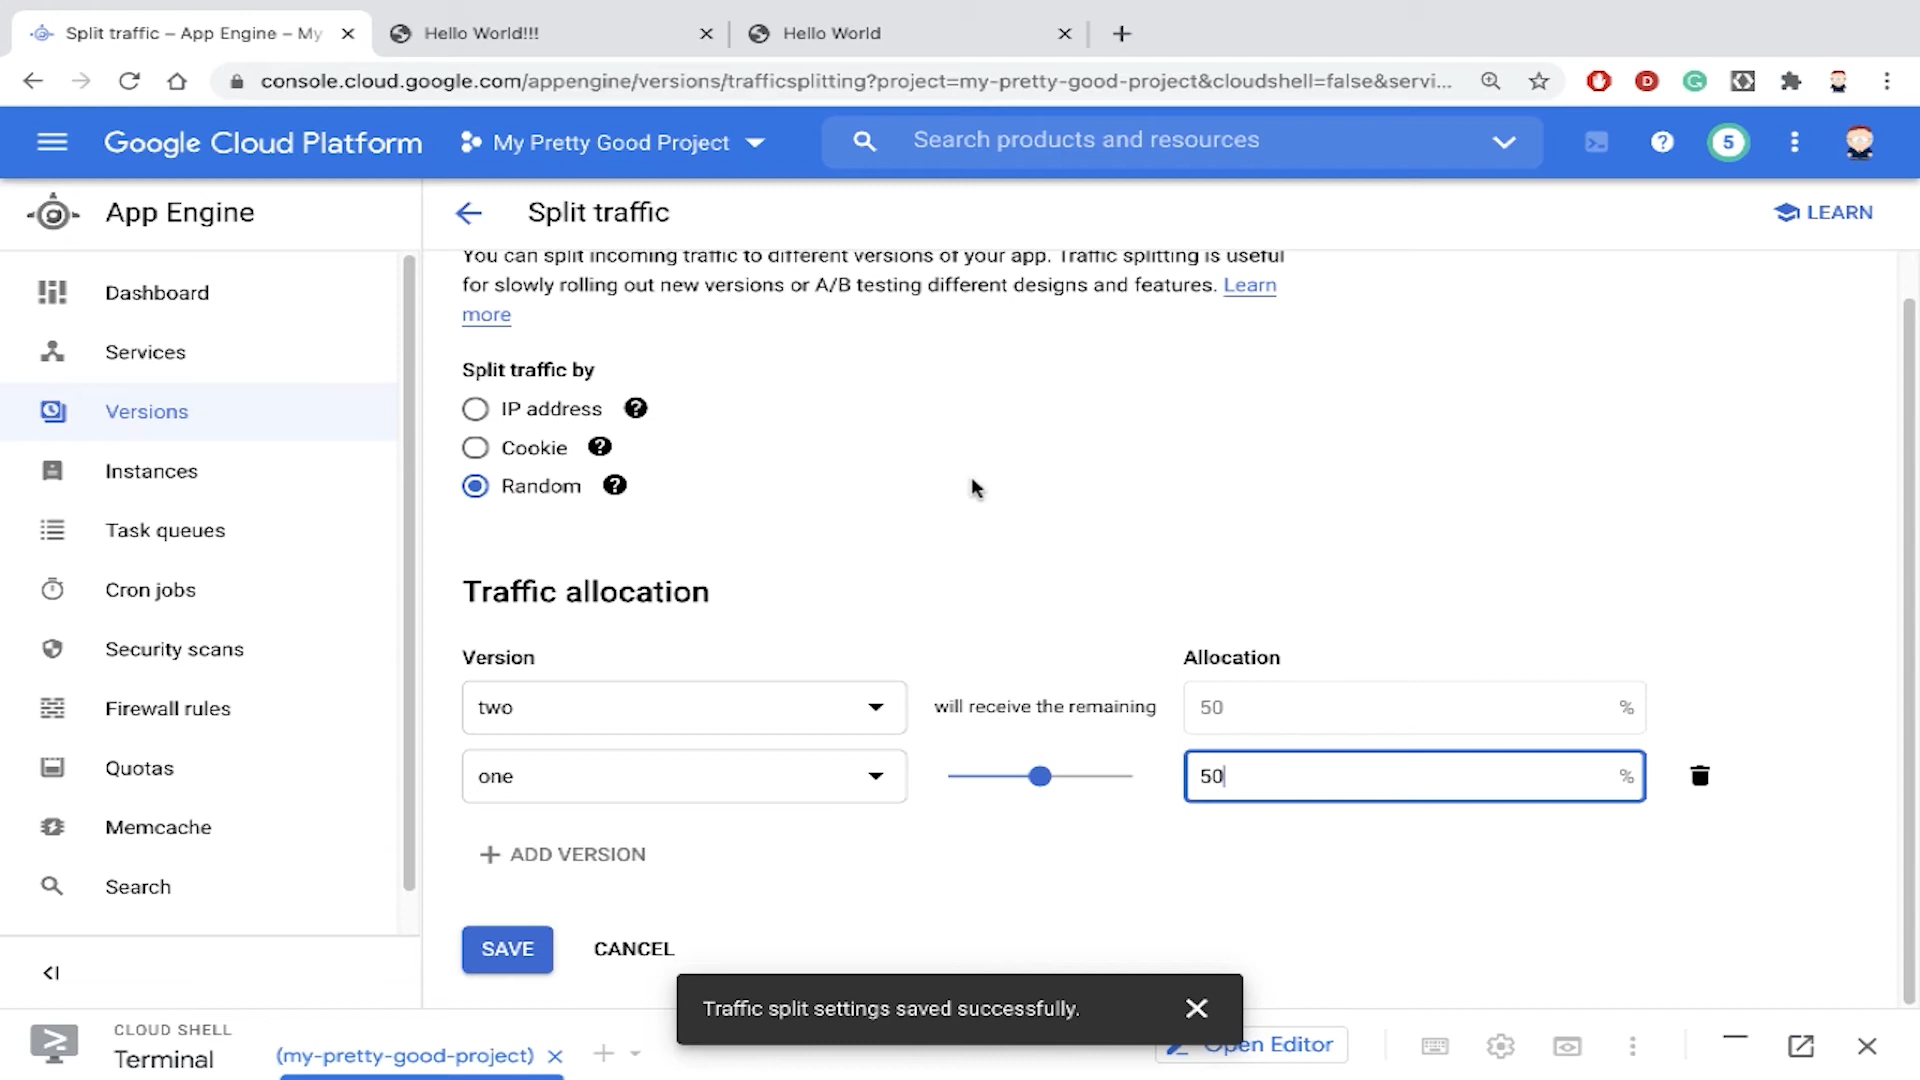 Split traffic – App Engine – My
Hello World!!!
Hello World
console.cloud.google.com/appengine/versions/trafficsplitting?project=my-pretty-good-project&cloudshell=false&servi...
Google Cloud Platform
My Pretty Good Project
Search products and resources
5
App Engine
Split traffic
LEARN
Dashboard
Services
Versions
Instances
Task queues
Cron jobs
Security scans
Firewall rules
Quotas
Memcache
Search
You can split incoming traffic to different versions of your app. Traffic splitting is useful
for slowly rolling out new versions or A/B testing different designs and features. Learn
more
Split traffic by
IP address
Cookie
Random
Traffic allocation
Version
Allocation
two
will receive the remaining
50 %
one
50 %
+ ADD VERSION
SAVE
CANCEL
Traffic split settings saved successfully.
CLOUD SHELL
Terminal
(my-pretty-good-project)
Open Editor